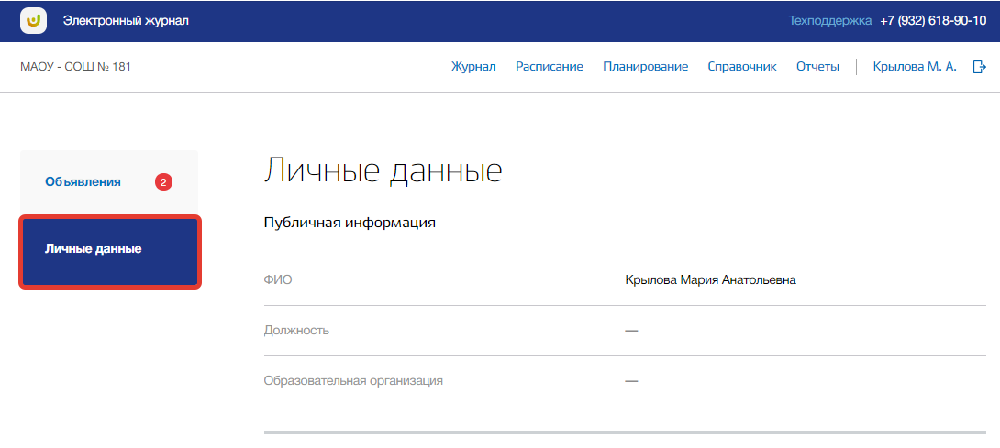 Электронный журнал
Техподдержка +7 (932) 618-90-10
МАОУ - СОШ № 181
Журнал Расписание Планирование Справочник Отчеты Крылова М. А.
Объявления 2
Личные данные
Личные данные
Публичная информация
ФИО Крылова Мария Анатольевна
Должность —
Образовательная организация —